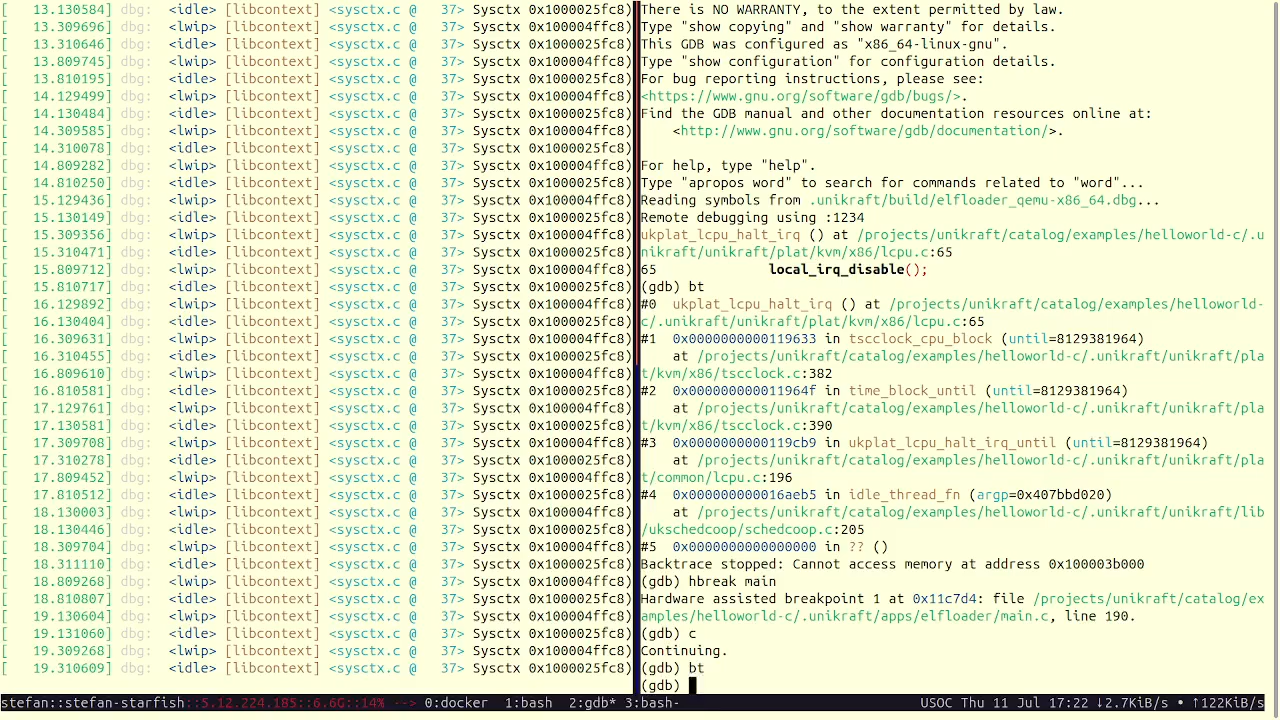 [    13.130584] dbg:  <idle> [libcontext] <sysctx.c @   37> Sysctx 0x1000025fc8)
[    13.309656] dbg:  <lwip> [libcontext] <sysctx.c @   37> Sysctx 0x100004ffc8)
[    13.310646] dbg:  <idle> [libcontext] <sysctx.c @   37> Sysctx 0x1000025fc8)
[    13.809745] dbg:  <lwip> [libcontext] <sysctx.c @   37> Sysctx 0x100004ffc8)
[    13.810195] dbg:  <idle> [libcontext] <sysctx.c @   37> Sysctx 0x1000025fc8)
[    14.129499] dbg:  <lwip> [libcontext] <sysctx.c @   37> Sysctx 0x100004ffc8)
[    14.130484] dbg:  <idle> [libcontext] <sysctx.c @   37> Sysctx 0x1000025fc8)
[    14.309585] dbg:  <lwip> [libcontext] <sysctx.c @   37> Sysctx 0x100004ffc8)
[    14.310078] dbg:  <idle> [libcontext] <sysctx.c @   37> Sysctx 0x1000025fc8)
[    14.809282] dbg:  <lwip> [libcontext] <sysctx.c @   37> Sysctx 0x100004ffc8)
[    14.810250] dbg:  <idle> [libcontext] <sysctx.c @   37> Sysctx 0x1000025fc8)
[    15.129436] dbg:  <lwip> [libcontext] <sysctx.c @   37> Sysctx 0x100004ffc8)
[    15.130149] dbg:  <idle> [libcontext] <sysctx.c @   37> Sysctx 0x1000025fc8)
[    15.309356] dbg:  <lwip> [libcontext] <sysctx.c @   37> Sysctx 0x100004ffc8)
[    15.310471] dbg:  <idle> [libcontext] <sysctx.c @   37> Sysctx 0x1000025fc8)
[    15.809712] dbg:  <lwip> [libcontext] <sysctx.c @   37> Sysctx 0x100004ffc8)
[    15.810717] dbg:  <idle> [libcontext] <sysctx.c @   37> Sysctx 0x1000025fc8)
[    16.129892] dbg:  <lwip> [libcontext] <sysctx.c @   37> Sysctx 0x100004ffc8)
[    16.130404] dbg:  <idle> [libcontext] <sysctx.c @   37> Sysctx 0x1000025fc8)
[    16.309631] dbg:  <lwip> [libcontext] <sysctx.c @   37> Sysctx 0x100004ffc8)
[    16.310455] dbg:  <idle> [libcontext] <sysctx.c @   37> Sysctx 0x1000025fc8)
[    16.809610] dbg:  <lwip> [libcontext] <sysctx.c @   37> Sysctx 0x100004ffc8)
[    16.810581] dbg:  <idle> [libcontext] <sysctx.c @   37> Sysctx 0x1000025fc8)
[    17.129761] dbg:  <lwip> [libcontext] <sysctx.c @   37> Sysctx 0x100004ffc8)
[    17.130581] dbg:  <idle> [libcontext] <sysctx.c @   37> Sysctx 0x1000025fc8)
[    17.309708] dbg:  <lwip> [libcontext] <sysctx.c @   37> Sysctx 0x100004ffc8)
[    17.310278] dbg:  <idle> [libcontext] <sysctx.c @   37> Sysctx 0x1000025fc8)
[    17.809452] dbg:  <lwip> [libcontext] <sysctx.c @   37> Sysctx 0x100004ffc8)
[    17.810512] dbg:  <idle> [libcontext] <sysctx.c @   37> Sysctx 0x1000025fc8)
[    18.130003] dbg:  <lwip> [libcontext] <sysctx.c @   37> Sysctx 0x100004ffc8)
[    18.130446] dbg:  <idle> [libcontext] <sysctx.c @   37> Sysctx 0x1000025fc8)
[    18.309704] dbg:  <lwip> [libcontext] <sysctx.c @   37> Sysctx 0x100004ffc8)
[    18.311110] dbg:  <idle> [libcontext] <sysctx.c @   37> Sysctx 0x1000025fc8)
[    18.809268] dbg:  <lwip> [libcontext] <sysctx.c @   37> Sysctx 0x100004ffc8)
[    18.810807] dbg:  <idle> [libcontext] <sysctx.c @   37> Sysctx 0x1000025fc8)
[    19.130604] dbg:  <lwip> [libcontext] <sysctx.c @   37> Sysctx 0x100004ffc8)
[    19.131060] dbg:  <idle> [libcontext] <sysctx.c @   37> Sysctx 0x1000025fc8)
[    19.309268] dbg:  <lwip> [libcontext] <sysctx.c @   37> Sysctx 0x100004ffc8)
[    19.310609] dbg:  <idle> [libcontext] <sysctx.c @   37> Sysctx 0x1000025fc8)
There is NO WARRANTY, to the extent permitted by law.
Type "show copying" and "show warranty" for details.
This GDB was configured as "x86_64-linux-gnu".
Type "show configuration" for configuration details.
For bug reporting instructions, please see:
<https://www.gnu.org/software/gdb/bugs/>.
Find the GDB manual and other documentation resources online at:
    <http://www.gnu.org/software/gdb/documentation/>.
For help, type "help".
Type "apropos word" to search for commands related to "word"...
Reading symbols from .unikraft/build/elfloader_qemu-x86_64.dbg...
Remote debugging using :1234
ukplat_lcpu_halt_irq () at /projects/unikraft/catalog/examples/helloworld-c/.u
nikraft/unikraft/plat/kvm/x86/lcpu.c:65
65              local_irq_disable();
(gdb) bt
#0  ukplat_lcpu_halt_irq () at /projects/unikraft/catalog/examples/helloworld-
c/.unikraft/unikraft/plat/kvm/x86/lcpu.c:65
#1  0x0000000000119633 in tscclock_cpu_block (until=8129381964)
    at /projects/unikraft/catalog/examples/helloworld-c/.unikraft/unikraft/pla
t/kvm/x86/tscclock.c:382
#2  0x000000000011964f in time_block_until (until=8129381964)
    at /projects/unikraft/catalog/examples/helloworld-c/.unikraft/unikraft/pla
t/kvm/x86/tscclock.c:390
#3  0x0000000000119cb9 in ukplat_lcpu_halt_irq_until (until=8129381964)
    at /projects/unikraft/catalog/examples/helloworld-c/.unikraft/unikraft/pla
t/common/lcpu.c:196
#4  0x000000000016aeb5 in idle_thread_fn (argp=0x407bbd020)
    at /projects/unikraft/catalog/examples/helloworld-c/.unikraft/unikraft/lib
/ukschedcoop/schedcoop.c:205
#5  0x0000000000000000 in ?? ()
Backtrace stopped: Cannot access memory at address 0x100003b000
(gdb) hbreak main
Hardware assisted breakpoint 1 at 0x11c7d4: file /projects/unikraft/catalog/ex
amples/helloworld-c/.unikraft/apps/elfloader/main.c, line 190.
(gdb) c
Continuing.
(gdb) bt
(gdb)
stefan::stefan-starfish::5.12.224.185::6.6G::14% --> 0:docker  1:bash  2:gdb* 3:bash-  USOC Thu 11 Jul 17:22 ↓2.7KiB/s • ↑122KiB/s